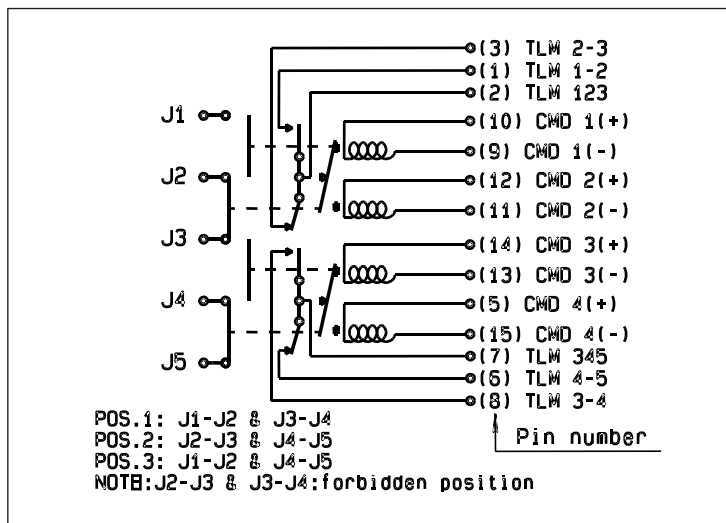 (3) TLM 2-3
(1) TLM 1-2
(2) TLM 123
J1
(10) CMD 1(+)
(9) CMD 1(-)
J2
(12) CMD 2(+)
(11) CMD 2(-)
J3
(14) CMD 3(+)
(13) CMD 3(-)
J4
(5) CMD 4(+)
(15) CMD 4(-)
J5
(7) TLM 345
(6) TLM 4-5
(8) TLM 3-4
POS.1: J1-J2 & J3-J4
POS.2: J2-J3 & J4-J5
POS.3: J1-J2 & J4-J5
NOTE:J2-J3 & J3-J4:forbidden position
Pin number